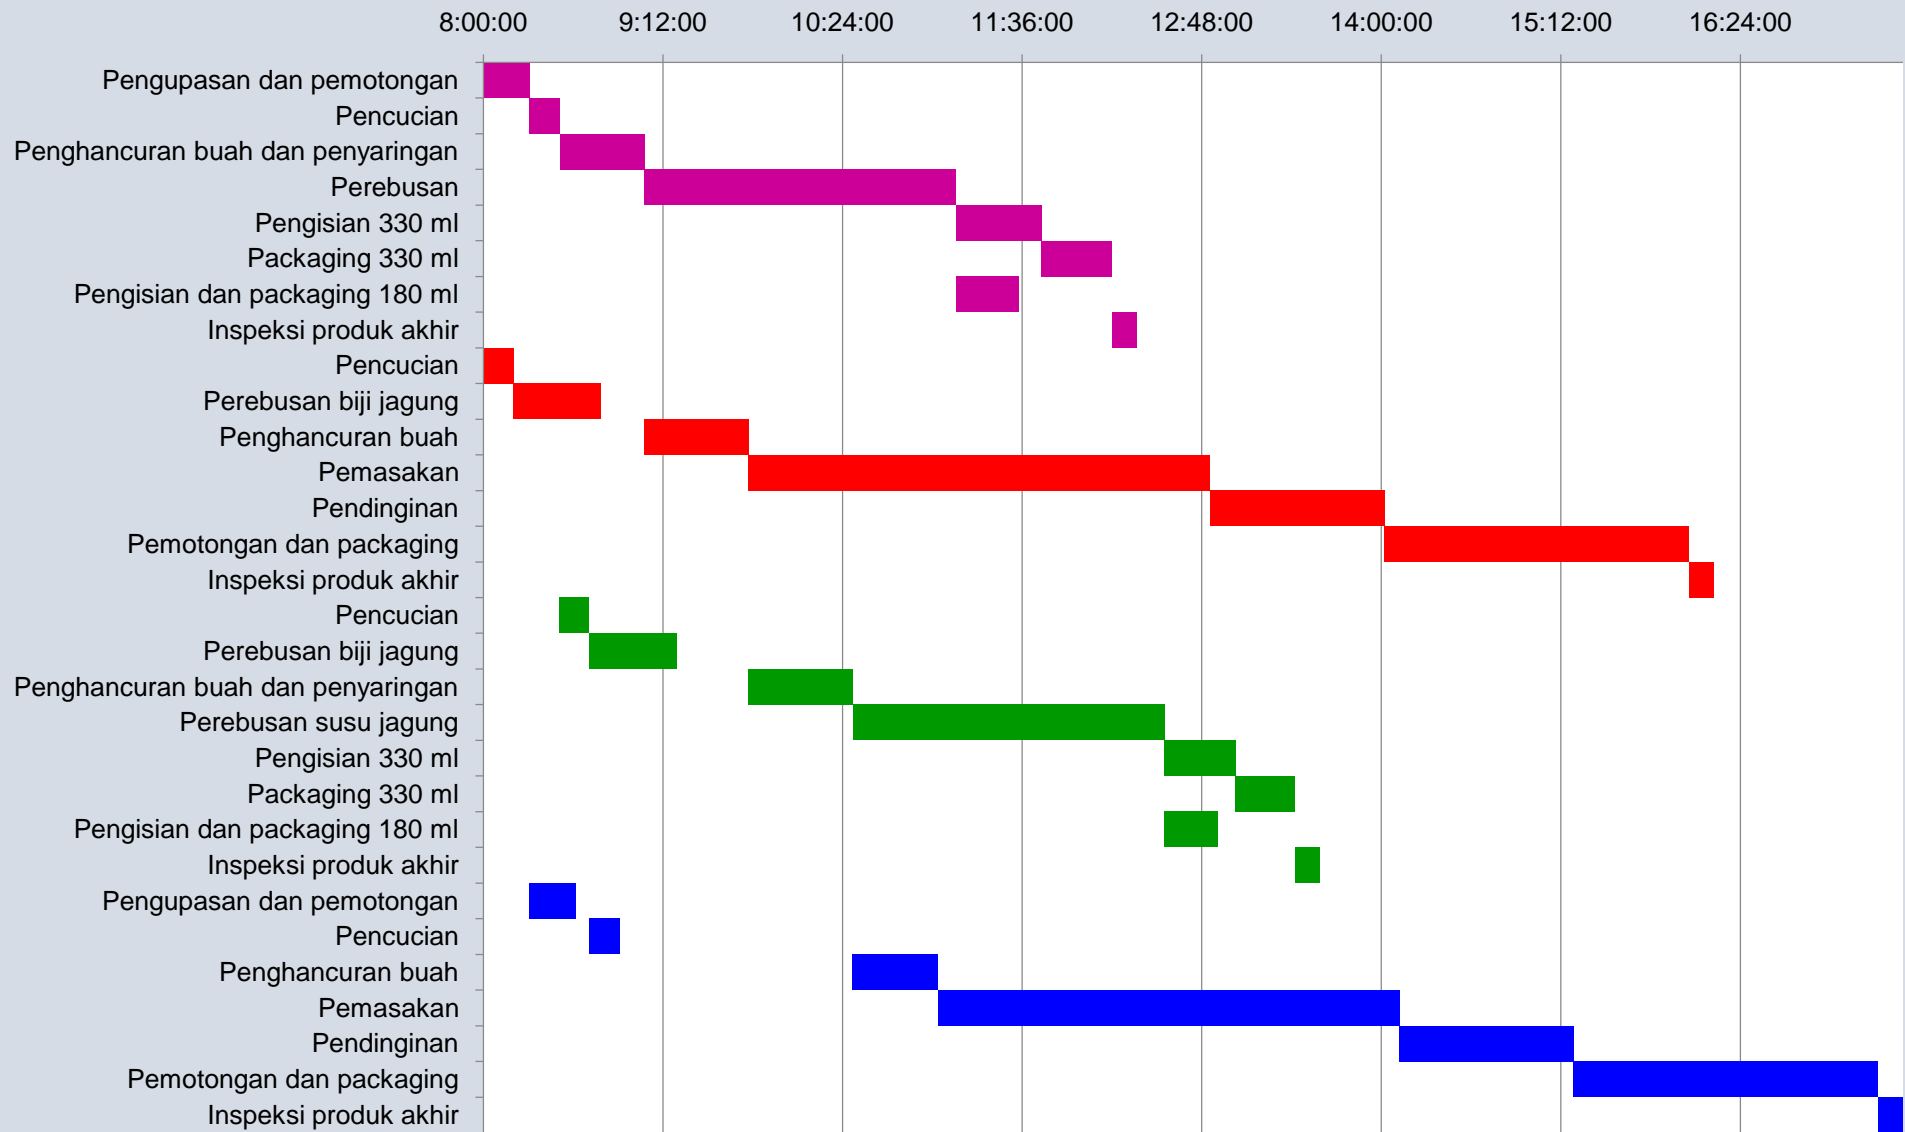 8:00:00 9:12:00 10:24:00 11:36:00 12:48:00 14:00:00 15:12:00 16:24:00
Pengupasan dan pemotongan
Pencucian
Penghancuran buah dan penyaringan
Perebusan
Pengisian 330 ml
Packaging 330 ml
Pengisian dan packaging 180 ml
Inspeksi produk akhir
Pencucian
Perebusan biji jagung
Penghancuran buah
Pemasakan
Pendinginan
Pemotongan dan packaging
Inspeksi produk akhir
Pencucian
Perebusan biji jagung
Penghancuran buah dan penyaringan
Perebusan susu jagung
Pengisian 330 ml
Packaging 330 ml
Pengisian dan packaging 180 ml
Inspeksi produk akhir
Pengupasan dan pemotongan
Pencucian
Penghancuran buah
Pemasakan
Pendinginan
Pemotongan dan packaging
Inspeksi produk akhir